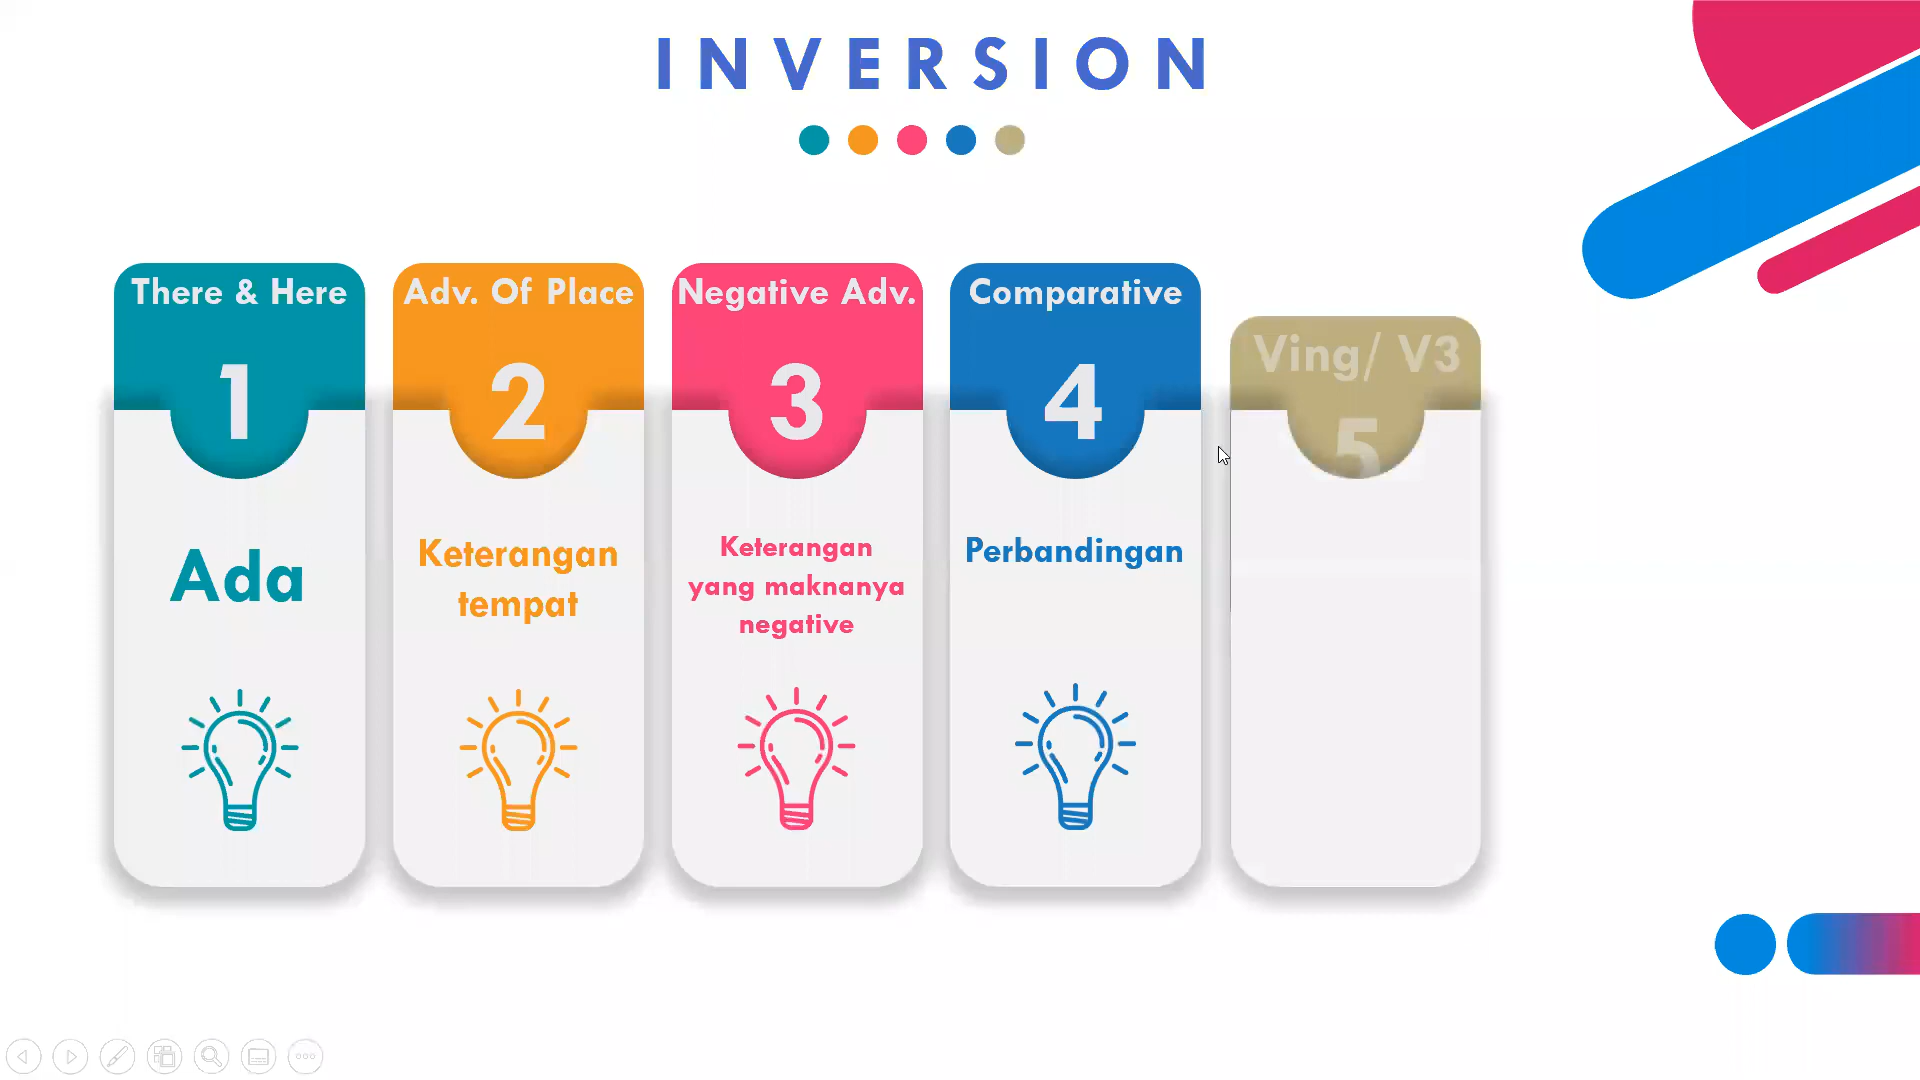 INVERSION
There & Here
1
Ada
Adv. Of Place
2
Keterangan
tempat
Negative Adv.
3
Keterangan
yang maknanya
negative
Comparative
4
Perbandingan
Ving/ V3
5